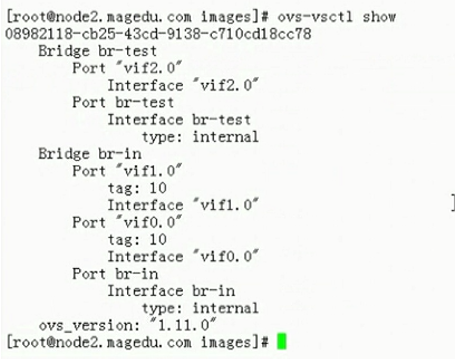 [root@node2.magedu.com images]# ovs-vsctl show
08982118-cb25-43cd-9138-c710cd18cc78
    Bridge br-test
        Port "vif2.0"
            Interface "vif2.0"
        Port br-test
            Interface br-test
                type: internal
    Bridge br-in
        Port "vif1.0"
            tag: 10
            Interface "vif1.0"
        Port "vif0.0"
            tag: 10
            Interface "vif0.0"
        Port br-in
            Interface br-in
                type: internal
    ovs_version: "1.11.0"
[root@node2.magedu.com images]#